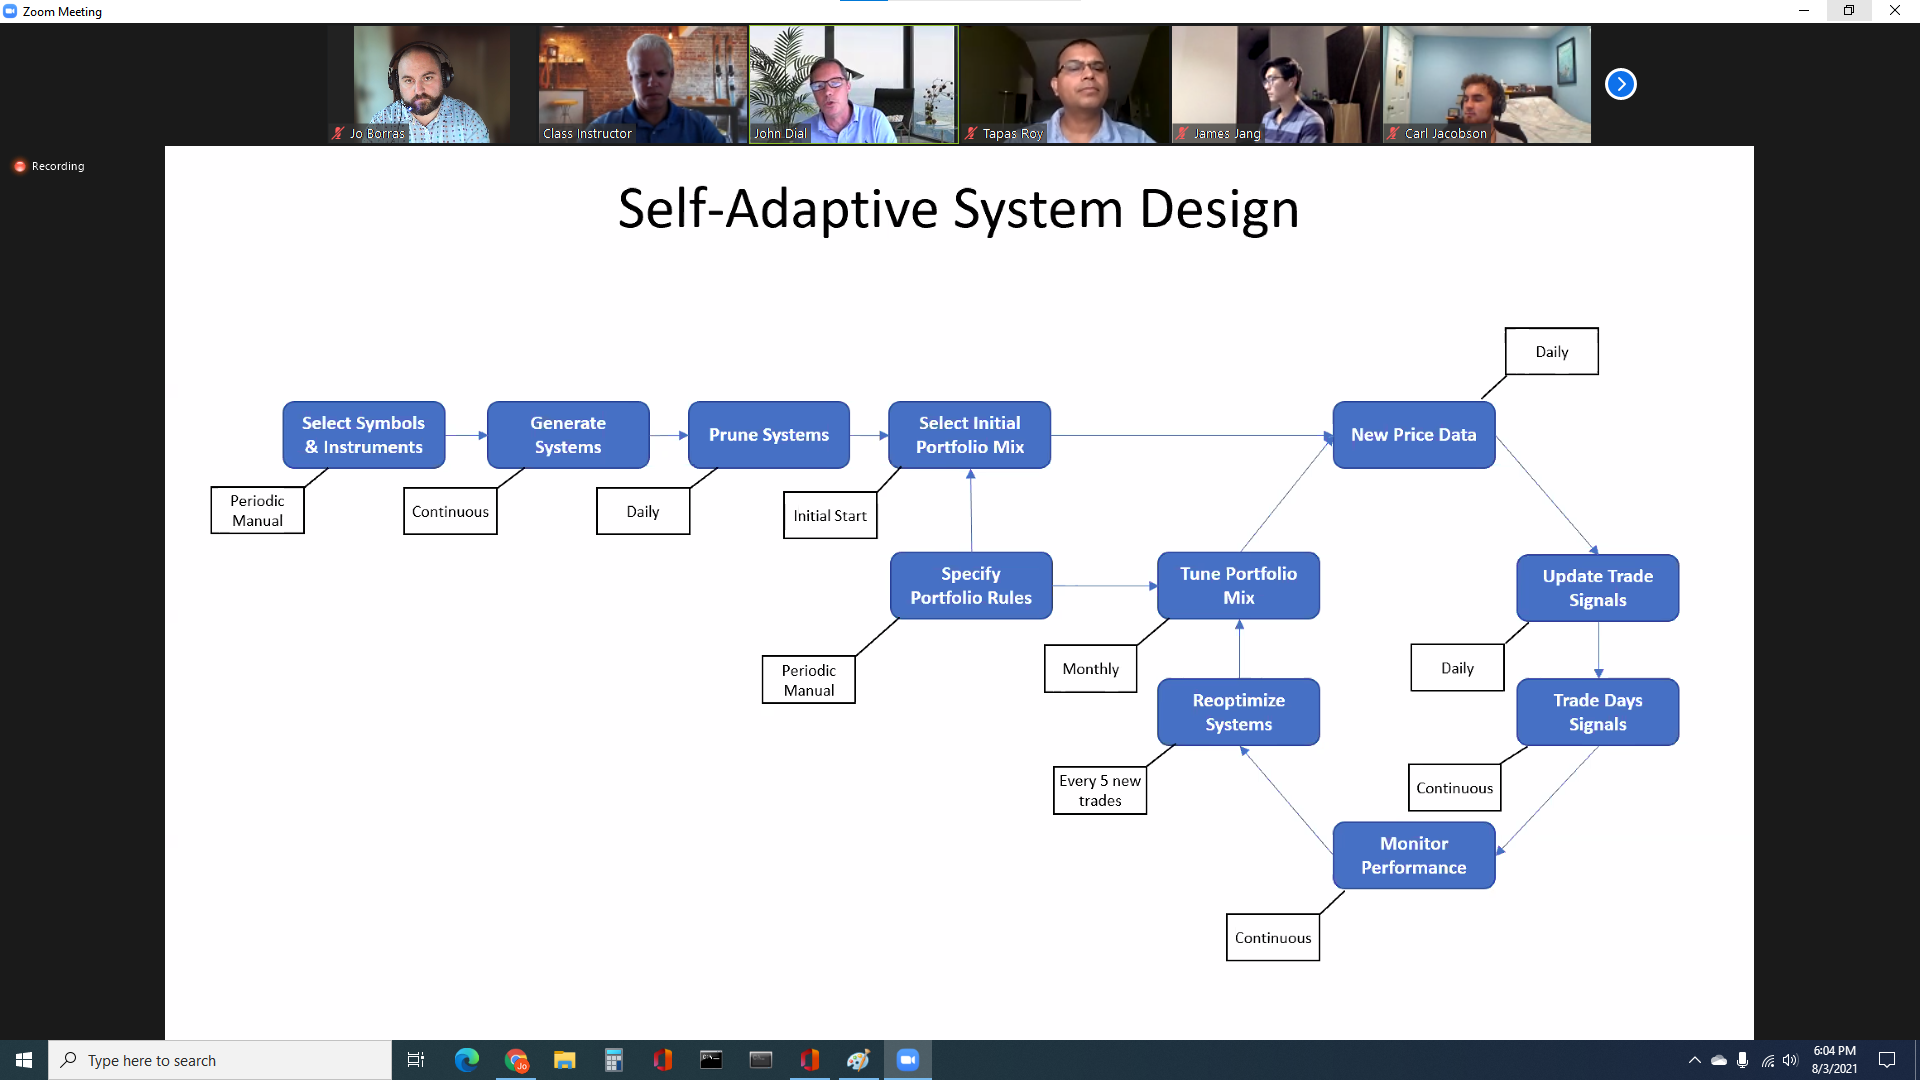 Zoom Meeting
Jo Borras
Class Instructor
John Dial
Tapas Roy
James Jang
Carl Jacobson
Recording
Self-Adaptive System Design
Daily
Select Symbols
& Instruments
Generate
Systems
Prune Systems
Select Initial
Portfolio Mix
New Price Data
Periodic
Manual
Continuous
Daily
Initial Start
Specify
Portfolio Rules
Tune Portfolio
Mix
Update Trade
Signals
Periodic
Manual
Monthly
Daily
Reoptimize
Systems
Trade Days
Signals
Every 5 new
trades
Continuous
Monitor
Performance
Continuous
Type here to search
Jo
6:04 PM
8/3/2021